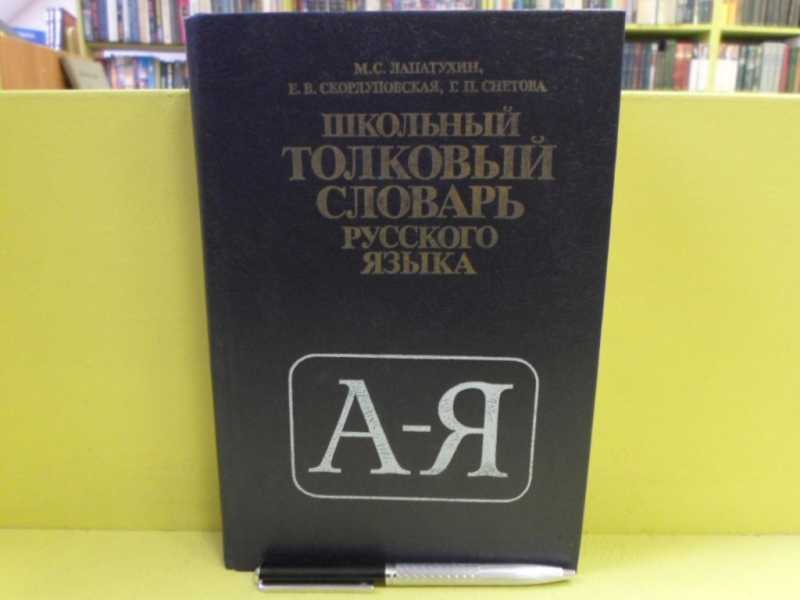 М.С. ЛАПАТУХИН,
Е. В. СКОРЛУПОВСКАЯ, Г. П. СНЕТОВА
ШКОЛЬНЫЙ
ТОЛКОВЫЙ
СЛОВАРЬ
РУССКОГО
ЯЗЫКА
А-Я